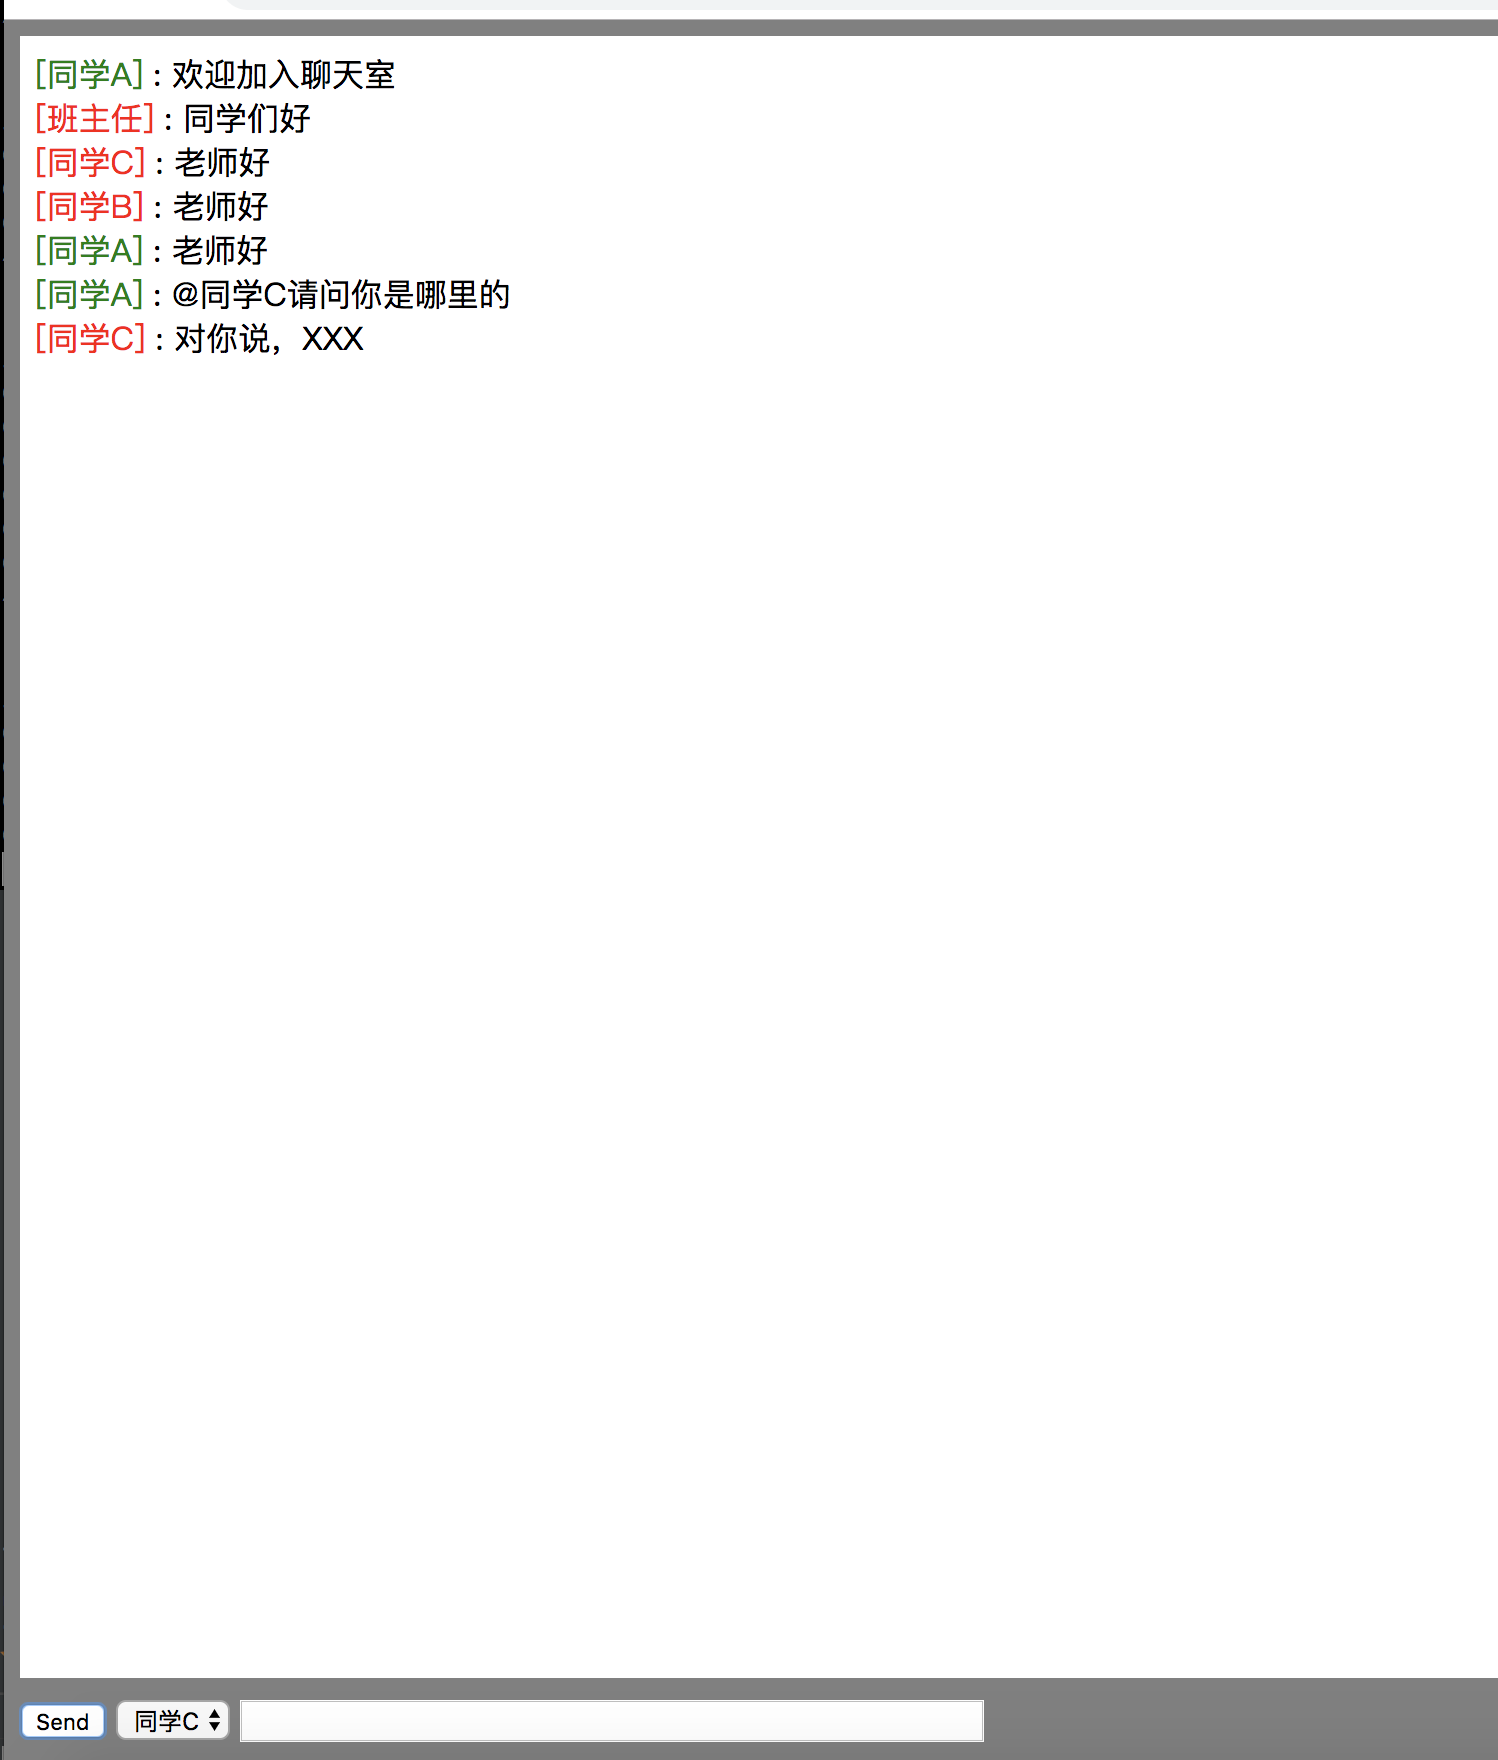 [同学A] : 欢迎加入聊天室
[班主任] : 同学们好
[同学C] : 老师好
[同学B] : 老师好
[同学A] : 老师好
[同学A] : @同学C请问你是哪里的
[同学C] : 对你说，XXX
Send 同学C